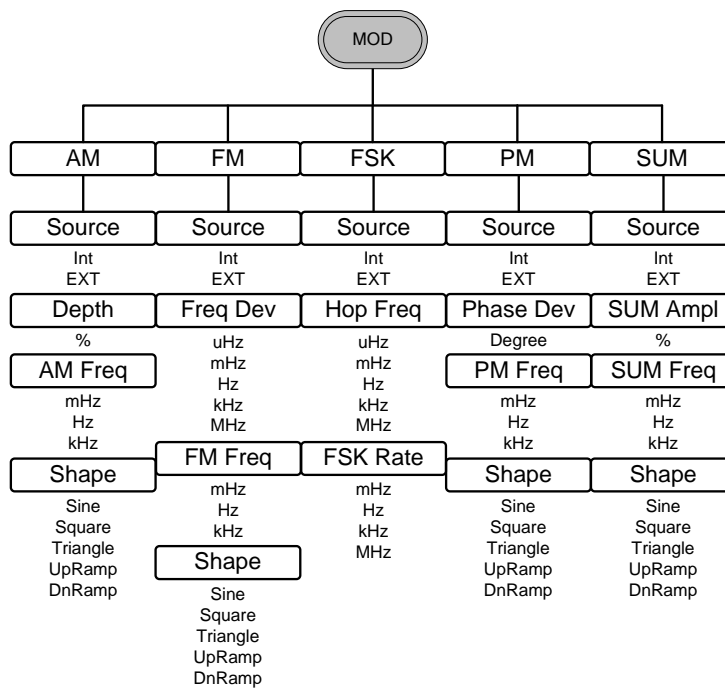 MOD
AM
FM
FSK
PM
SUM
Source
Int
EXT
Depth
%
AM Freq
mHz
Hz
kHz
Shape
Sine
Square
Triangle
UpRamp
DnRamp
Source
Int
EXT
Freq Dev
uHz
mHz
Hz
kHz
MHz
FM Freq
mHz
Hz
kHz
Shape
Sine
Square
Triangle
UpRamp
DnRamp
Source
Int
EXT
Hop Freq
uHz
mHz
Hz
kHz
MHz
FSK Rate
mHz
Hz
kHz
MHz
Source
Int
EXT
Phase Dev
Degree
PM Freq
mHz
Hz
kHz
Shape
Sine
Square
Triangle
UpRamp
DnRamp
Source
Int
EXT
SUM Ampl
%
SUM Freq
mHz
Hz
kHz
Shape
Sine
Square
Triangle
UpRamp
DnRamp